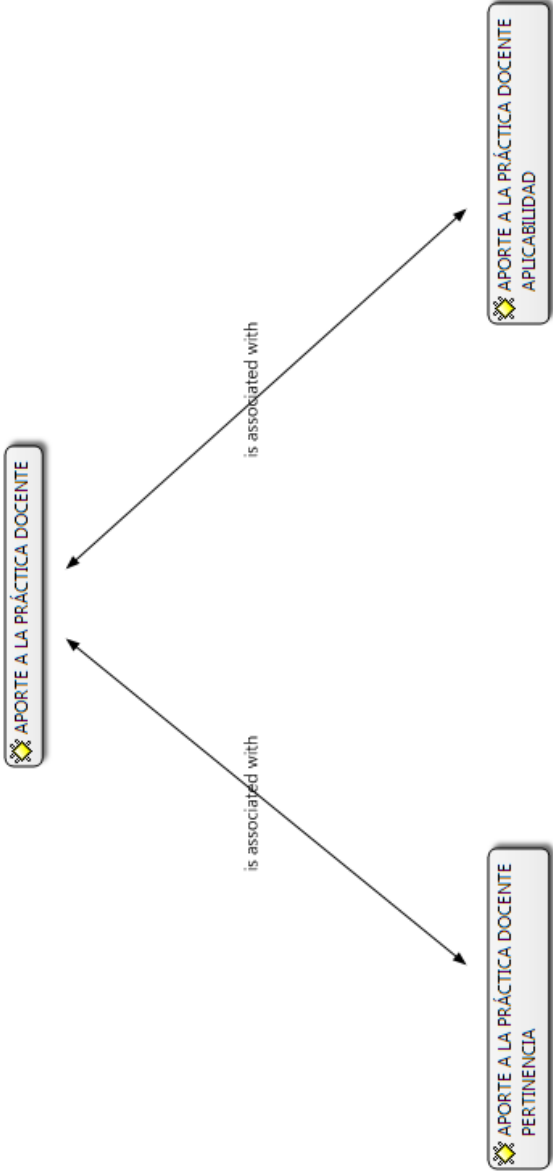 APORTE A LA PRÁCTICA DOCENTE
is associated with
is associated with
APORTE A LA PRÁCTICA DOCENTE
PERTINENCIA
APORTE A LA PRÁCTICA DOCENTE
APLICABILIDAD